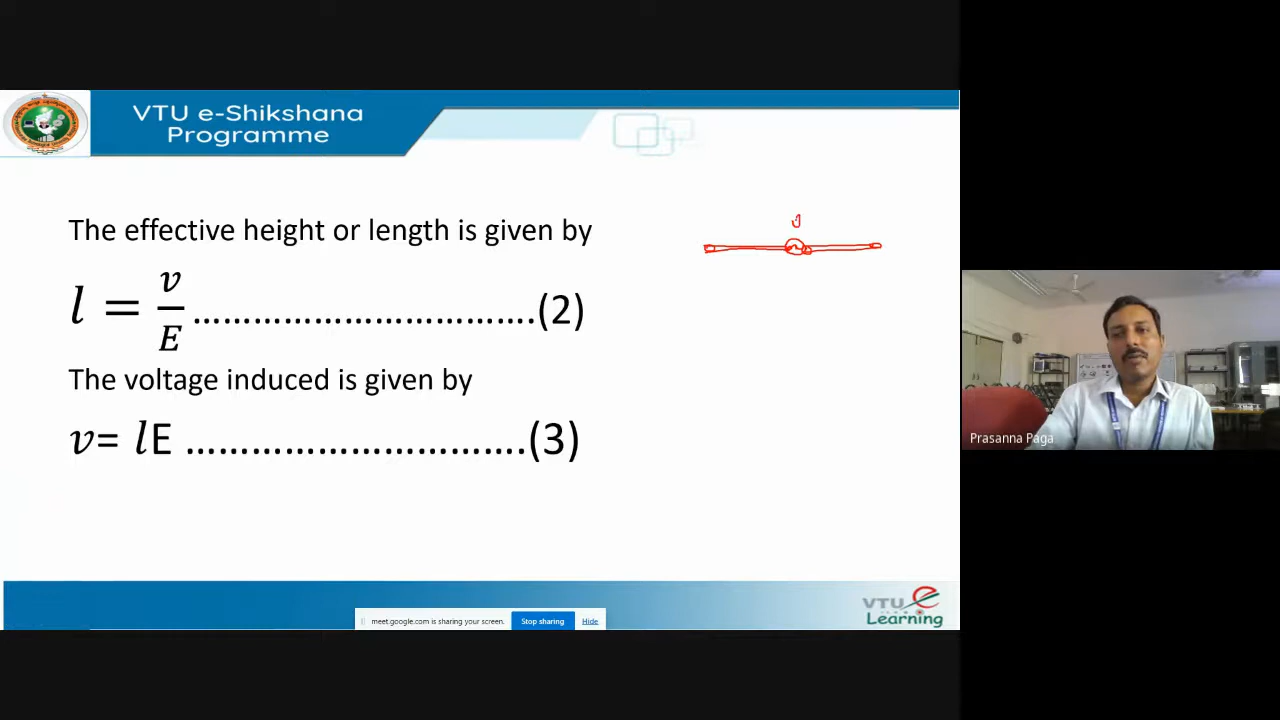 VTU e-Shikshana
Programme
The effective height or length is given by
l = v/E ……………………………(2)
The voltage induced is given by
v= lE ………………………….(3)
Prasanna Paga
meet.google.com is sharing your screen.
Stop sharing
Hide
VTU e
Learning